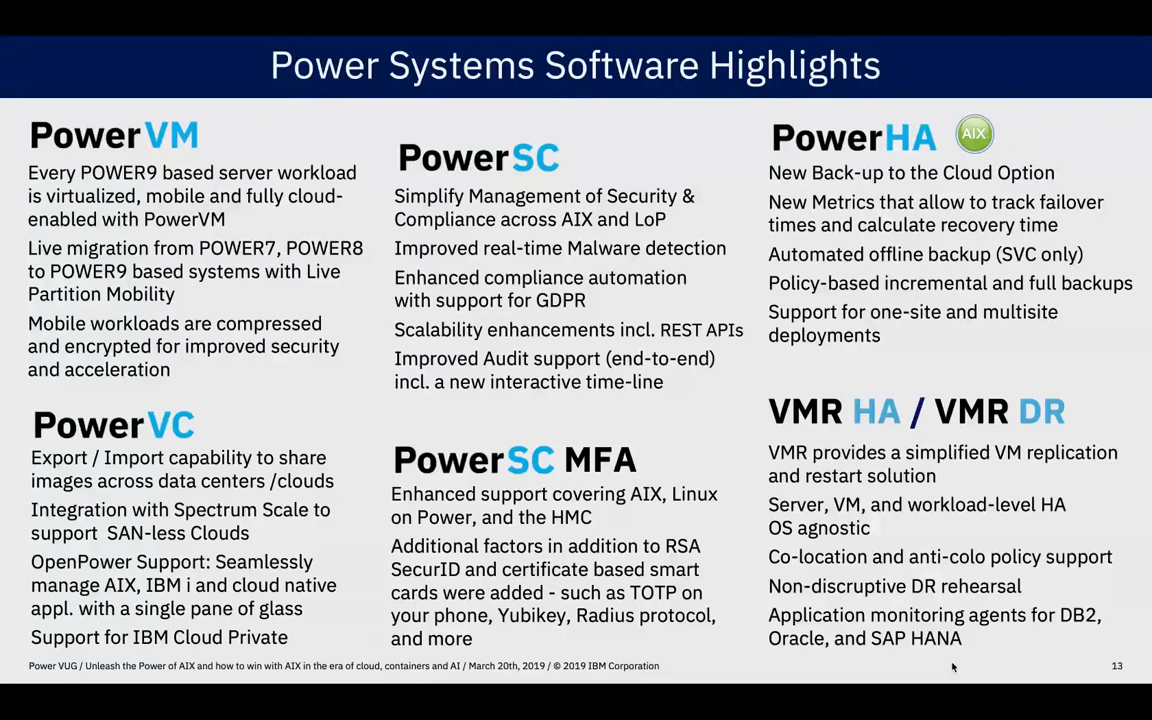 Power Systems Software Highlights
PowerVM
Every POWER9 based server workload
is virtualized, mobile and fully cloud-
enabled with PowerVM
Live migration from POWER7, POWER8
to POWER9 based systems with Live
Partition Mobility
Mobile workloads are compressed
and encrypted for improved security
and acceleration
PowerVC
Export / Import capability to share
images across data centers /clouds
Integration with Spectrum Scale to
support SAN-less Clouds
OpenPower Support: Seamlessly
manage AIX, IBM i and cloud native
appl. with a single pane of glass
Support for IBM Cloud Private
PowerSC
Simplify Management of Security &
Compliance across AIX and LoP
Improved real-time Malware detection
Enhanced compliance automation
with support for GDPR
Scalability enhancements incl. REST APIs
Improved Audit support (end-to-end)
incl. a new interactive time-line
PowerSC MFA
Enhanced support covering AIX, Linux
on Power, and the HMC
Additional factors in addition to RSA
SecurID and certificate based smart
cards were added - such as TOTP on
your phone, Yubikey, Radius protocol,
and more
PowerHA AIX
New Back-up to the Cloud Option
New Metrics that allow to track failover
times and calculate recovery time
Automated offline backup (SVC only)
Policy-based incremental and full backups
Support for one-site and multisite
deployments
VMR HA / VMR DR
VMR provides a simplified VM replication
and restart solution
Server, VM, and workload-level HA
OS agnostic
Co-location and anti-colo policy support
Non-disruptive DR rehearsal
Application monitoring agents for DB2,
Oracle, and SAP HANA
Power VUG / Unleash the Power of AIX and how to win with AIX in the era of cloud, containers and AI / March 20th, 2019 / © 2019 IBM Corporation
13